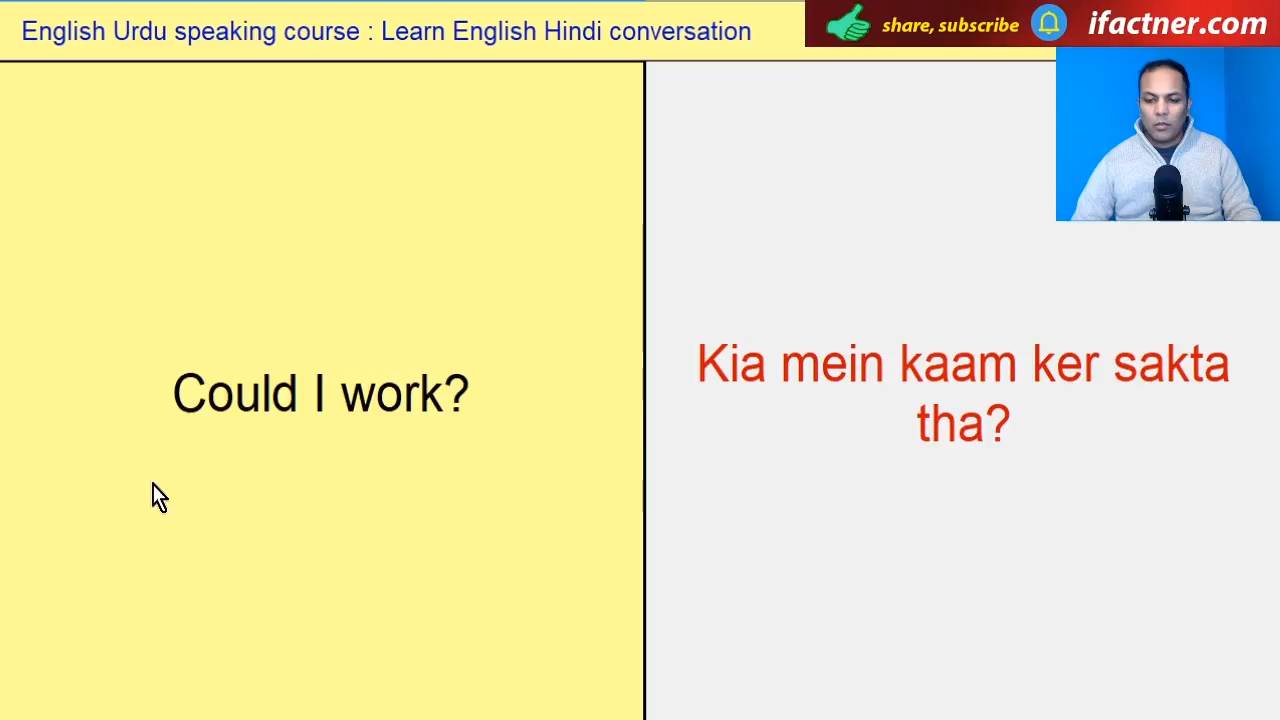 English Urdu speaking course : Learn English Hindi conversation
share, subscribe
ifactner.com
Could I work?
Kia mein kaam ker sakta
tha?